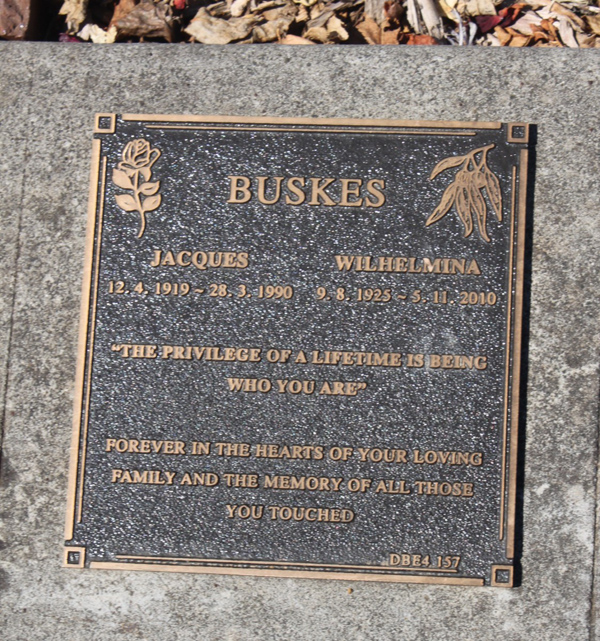 BUSKES
JACQUES WILHELMINA
12. 4. 1919 ~ 28. 3. 1990 9. 8. 1925 ~ 5. 11. 2010
"THE PRIVILEGE OF A LIFETIME IS BEING
WHO YOU ARE"
FOREVER IN THE HEARTS OF YOUR LOVING
FAMILY AND THE MEMORY OF ALL THOSE
YOU TOUCHED
DBE4 157